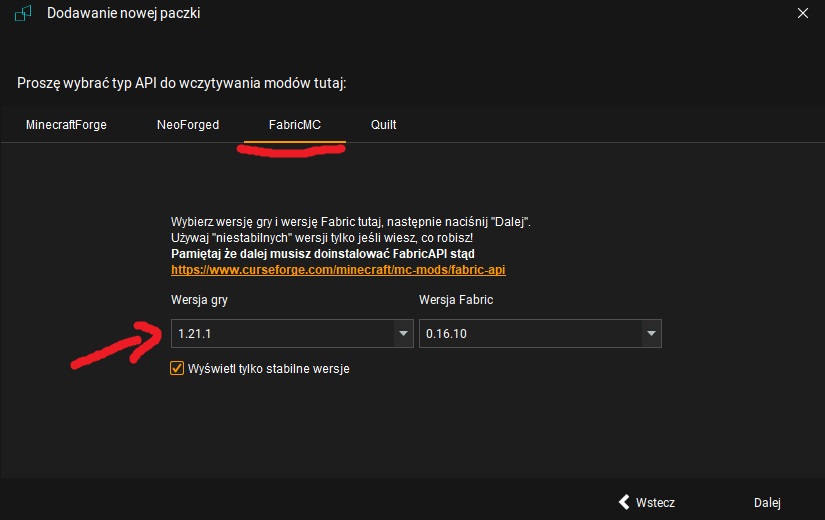 Dodawanie nowej paczki
Proszę wybrać typ API do wczytywania modów tutaj:
MinecraftForge NeoForged FabricMC Quilt
Wybierz wersję gry i wersję Fabric tutaj, następnie naciśnij "Dalej".
Używaj "niestabilnych" wersji tylko jeśli wiesz, co robisz!
Pamiętaj że dalej musisz doinstalować FabricAPI stąd
https://www.curseforge.com/minecraft/mc-mods/fabric-api
Wersja gry Wersja Fabric
1.21.1 0.16.10
Wyświetl tylko stabilne wersje
Wstecz Dalej